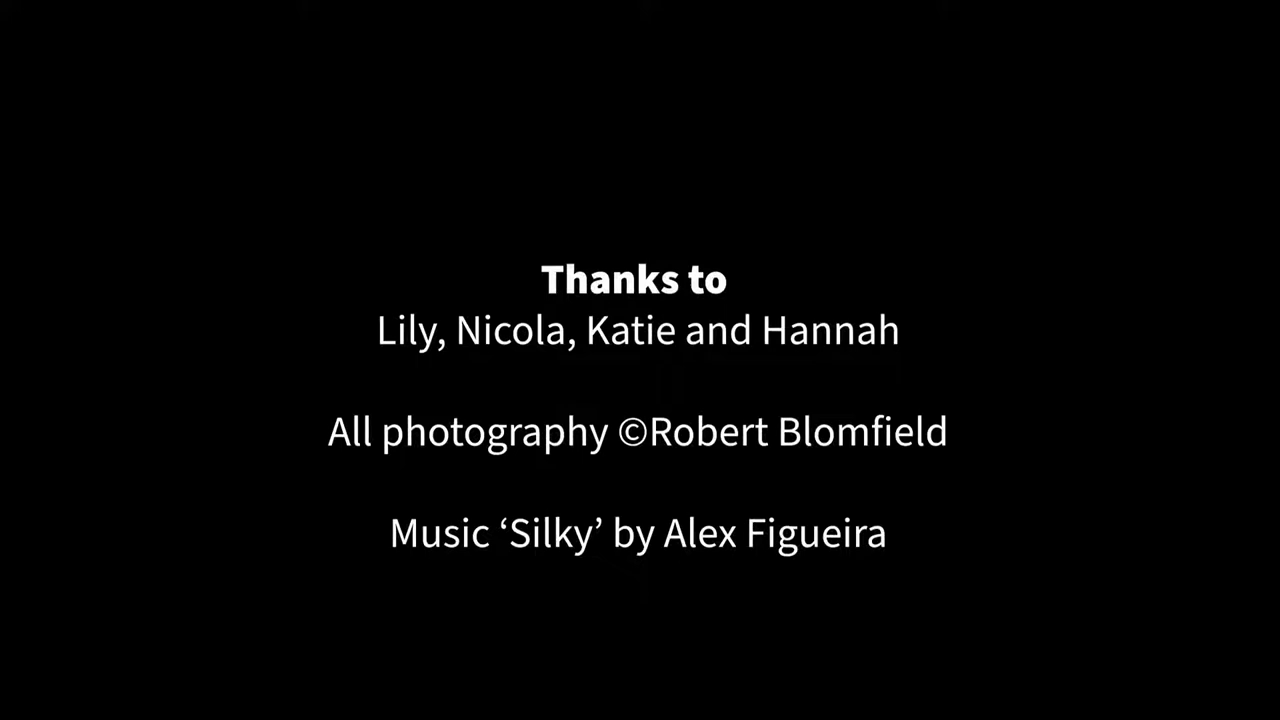 Thanks to
Lily, Nicola, Katie and Hannah
All photography ©Robert Blomfield
Music ‘Silky’ by Alex Figueira